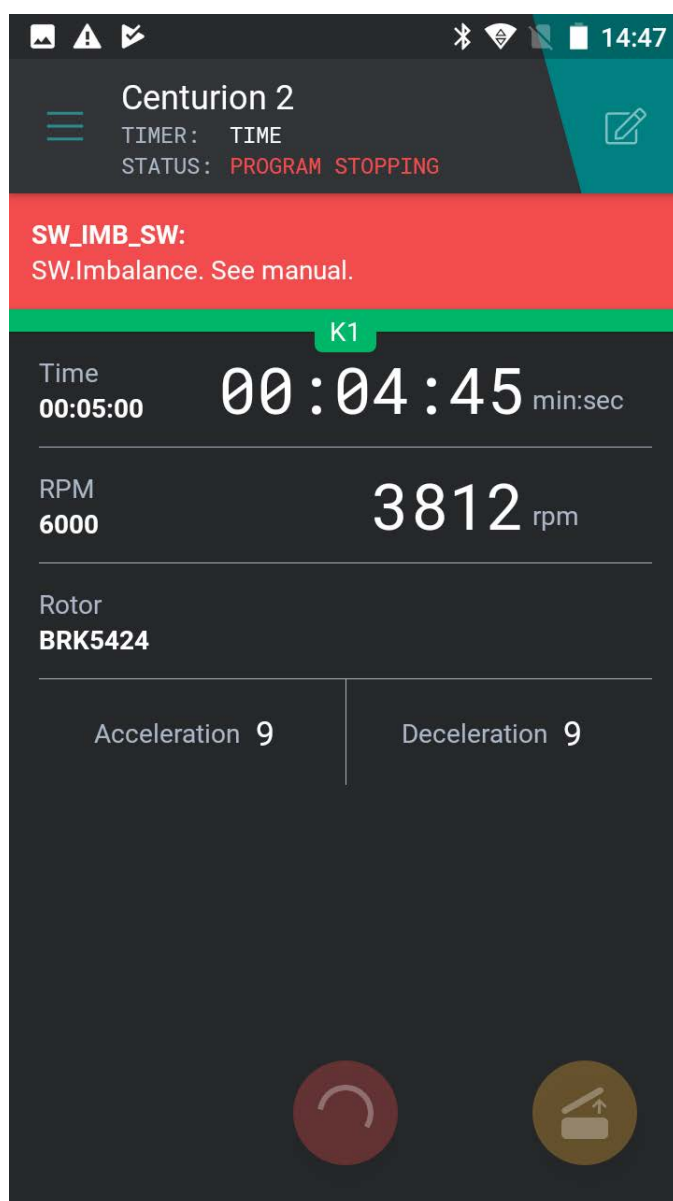 14:47
Centurion 2
TIMER: TIME
STATUS: PROGRAM STOPPING
SW_IMB_SW:
SW.Imbalance. See manual.
K1
Time
00:05:00
00:04:45 min:sec
RPM
6000
3812 rpm
Rotor
BRK5424
Acceleration 9
Deceleration 9